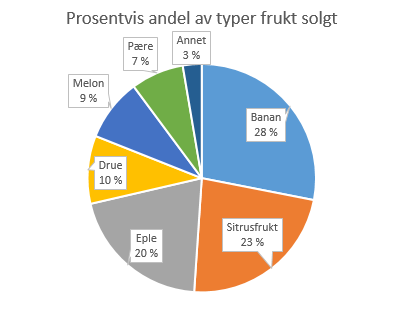 Prosentvis andel av typer frukt solgt
Annet
3 %
Pære
7 %
Melon
9 %
Banan
28 %
Drue
10 %
Sitrusfrukt
23 %
Eple
20 %